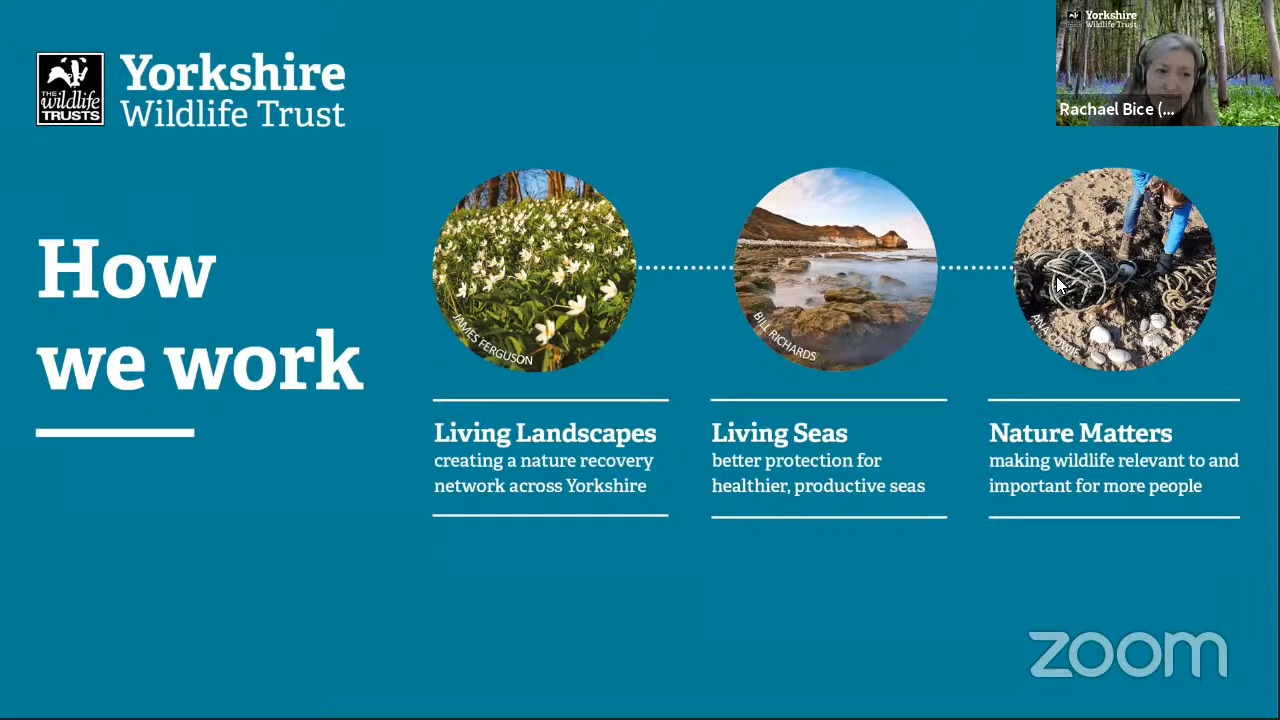 THE
wildlife
TRUSTS
Yorkshire
Wildlife Trust
Yorkshire
Wildlife Trust
Rachael Bice (...
How
we work
JAMES FERGUSON
BILL RICHARDS
ANA COWIE
Living Landscapes
creating a nature recovery
network across Yorkshire
Living Seas
better protection for
healthier, productive seas
Nature Matters
making wildlife relevant to and
important for more people
zoom